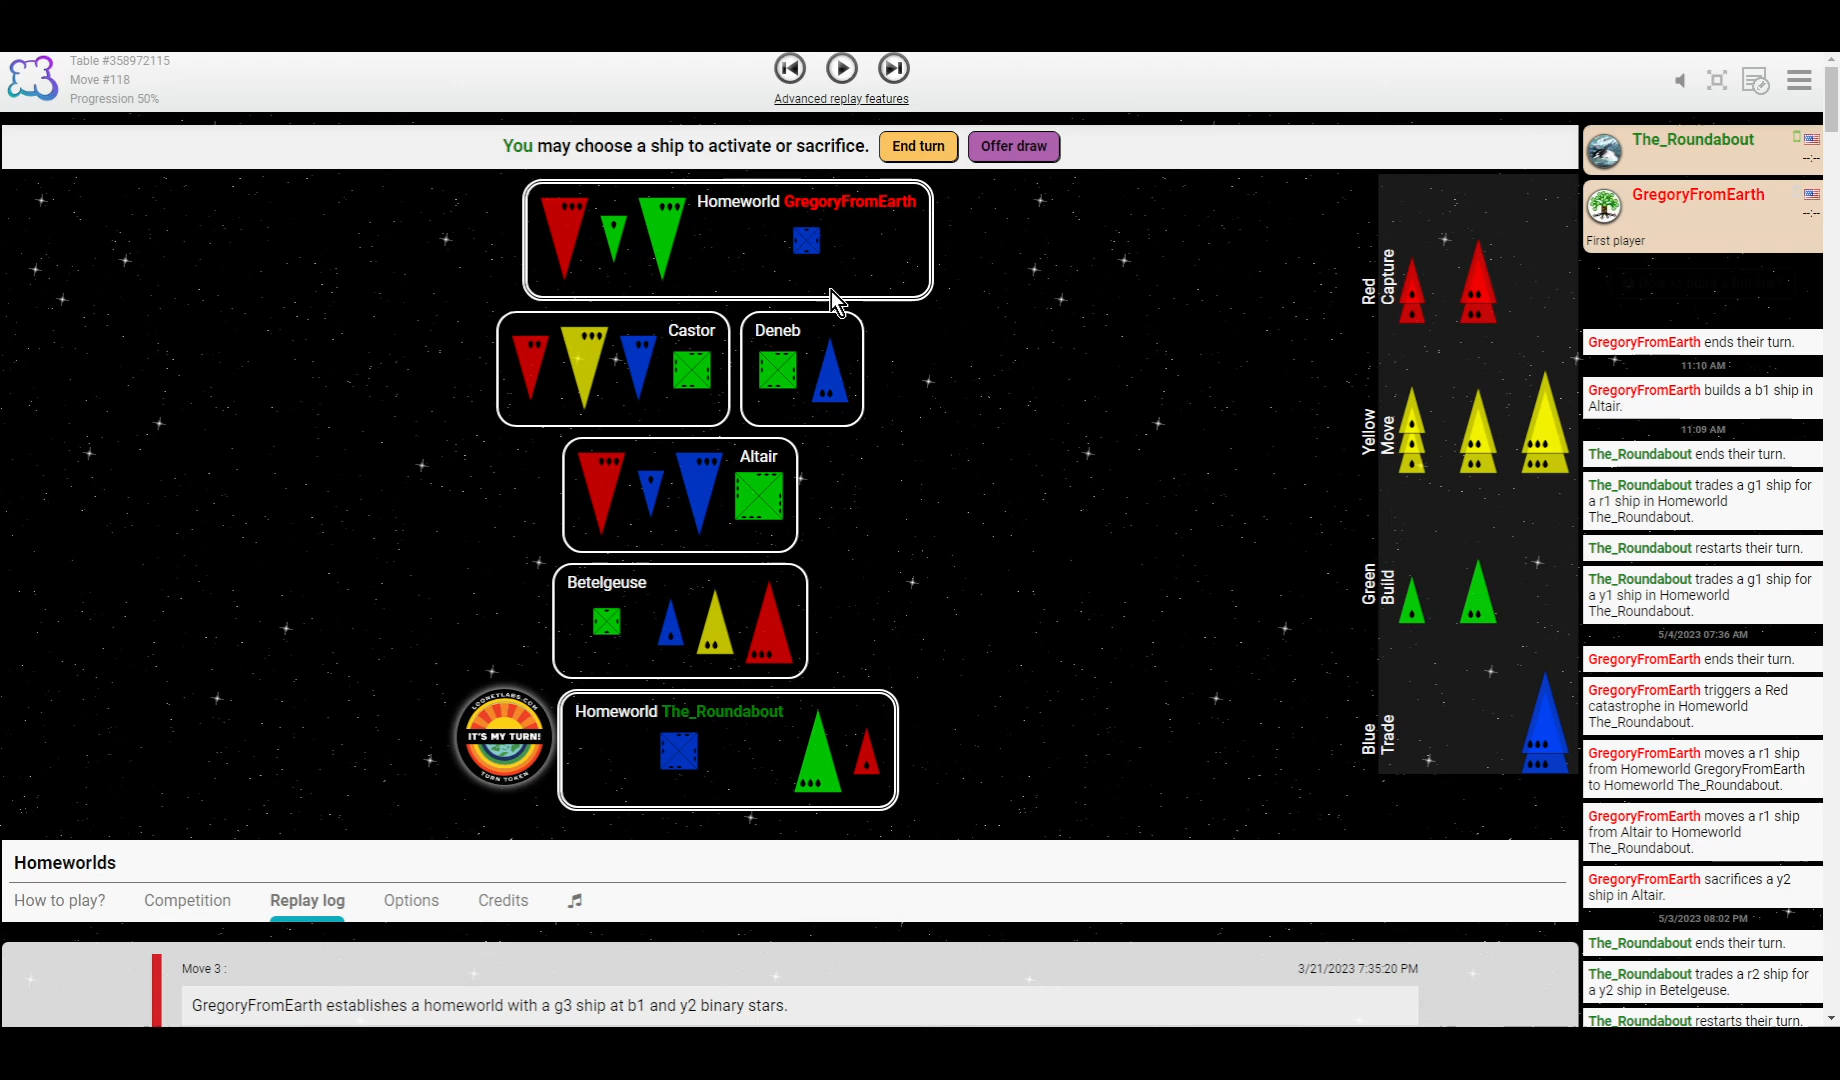 Table #358972115
Move #118
Progression 50%
Advanced replay features
You may choose a ship to activate or sacrifice.
End turn
Offer draw
The_Roundabout
--:--
GregoryFromEarth
--:--
First player
Homeworld GregoryFromEarth
Castor
Deneb
Altair
Betelgeuse
LOONEYLABS.COM
IT'S MY TURN!
TURN TOKEN
Homeworld The_Roundabout
Red
Capture
Yellow
Move
Green
Build
Blue
Trade
GregoryFromEarth ends their turn.
11:10 AM
GregoryFromEarth builds a b1 ship in
Altair.
11:09 AM
The_Roundabout ends their turn.
The_Roundabout trades a g1 ship for
a r1 ship in Homeworld
The_Roundabout.
The_Roundabout restarts their turn.
The_Roundabout trades a g1 ship for
a y1 ship in Homeworld
The_Roundabout.
5/4/2023 07:36 AM
GregoryFromEarth ends their turn.
GregoryFromEarth triggers a Red
catastrophe in Homeworld
The_Roundabout.
GregoryFromEarth moves a r1 ship
from Homeworld GregoryFromEarth
to Homeworld The_Roundabout.
GregoryFromEarth moves a r1 ship
from Altair to Homeworld
The_Roundabout.
GregoryFromEarth sacrifices a y2
ship in Altair.
5/3/2023 08:02 PM
The_Roundabout ends their turn.
The_Roundabout trades a r2 ship for
a y2 ship in Betelgeuse.
The_Roundabout restarts their turn.
Homeworlds
How to play?
Competition
Replay log
Options
Credits
Move 3 :
3/21/2023 7:35:20 PM
GregoryFromEarth establishes a homeworld with a g3 ship at b1 and y2 binary stars.